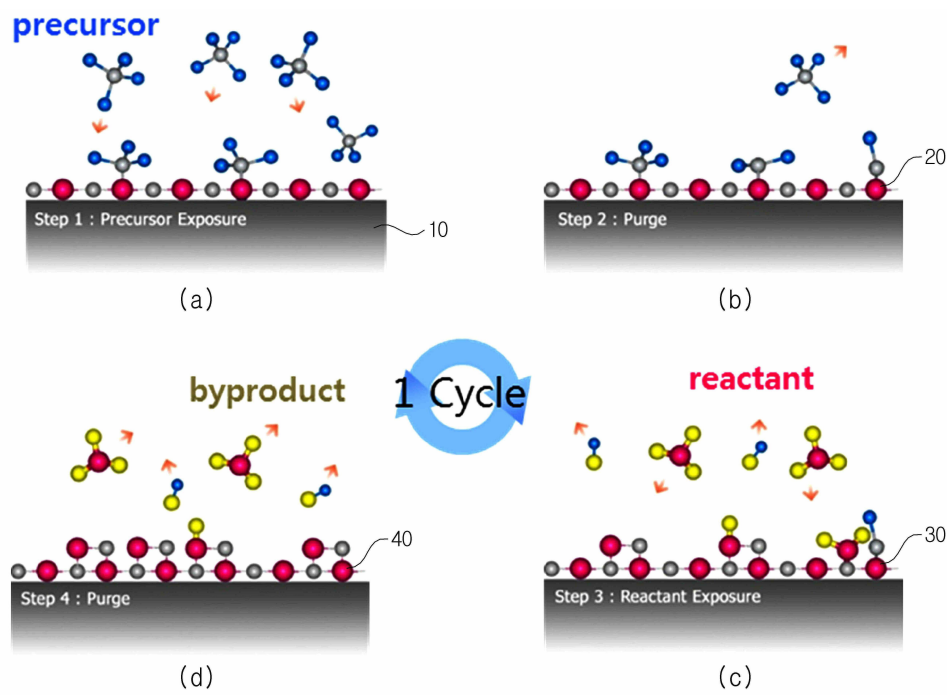 precursor
Step 1 : Precursor Exposure
10
(a)
20
Step 2 : Purge
(b)
1 Cycle
byproduct
40
Step 4 : Purge
(d)
reactant
30
Step 3 : Reactant Exposure
(c)